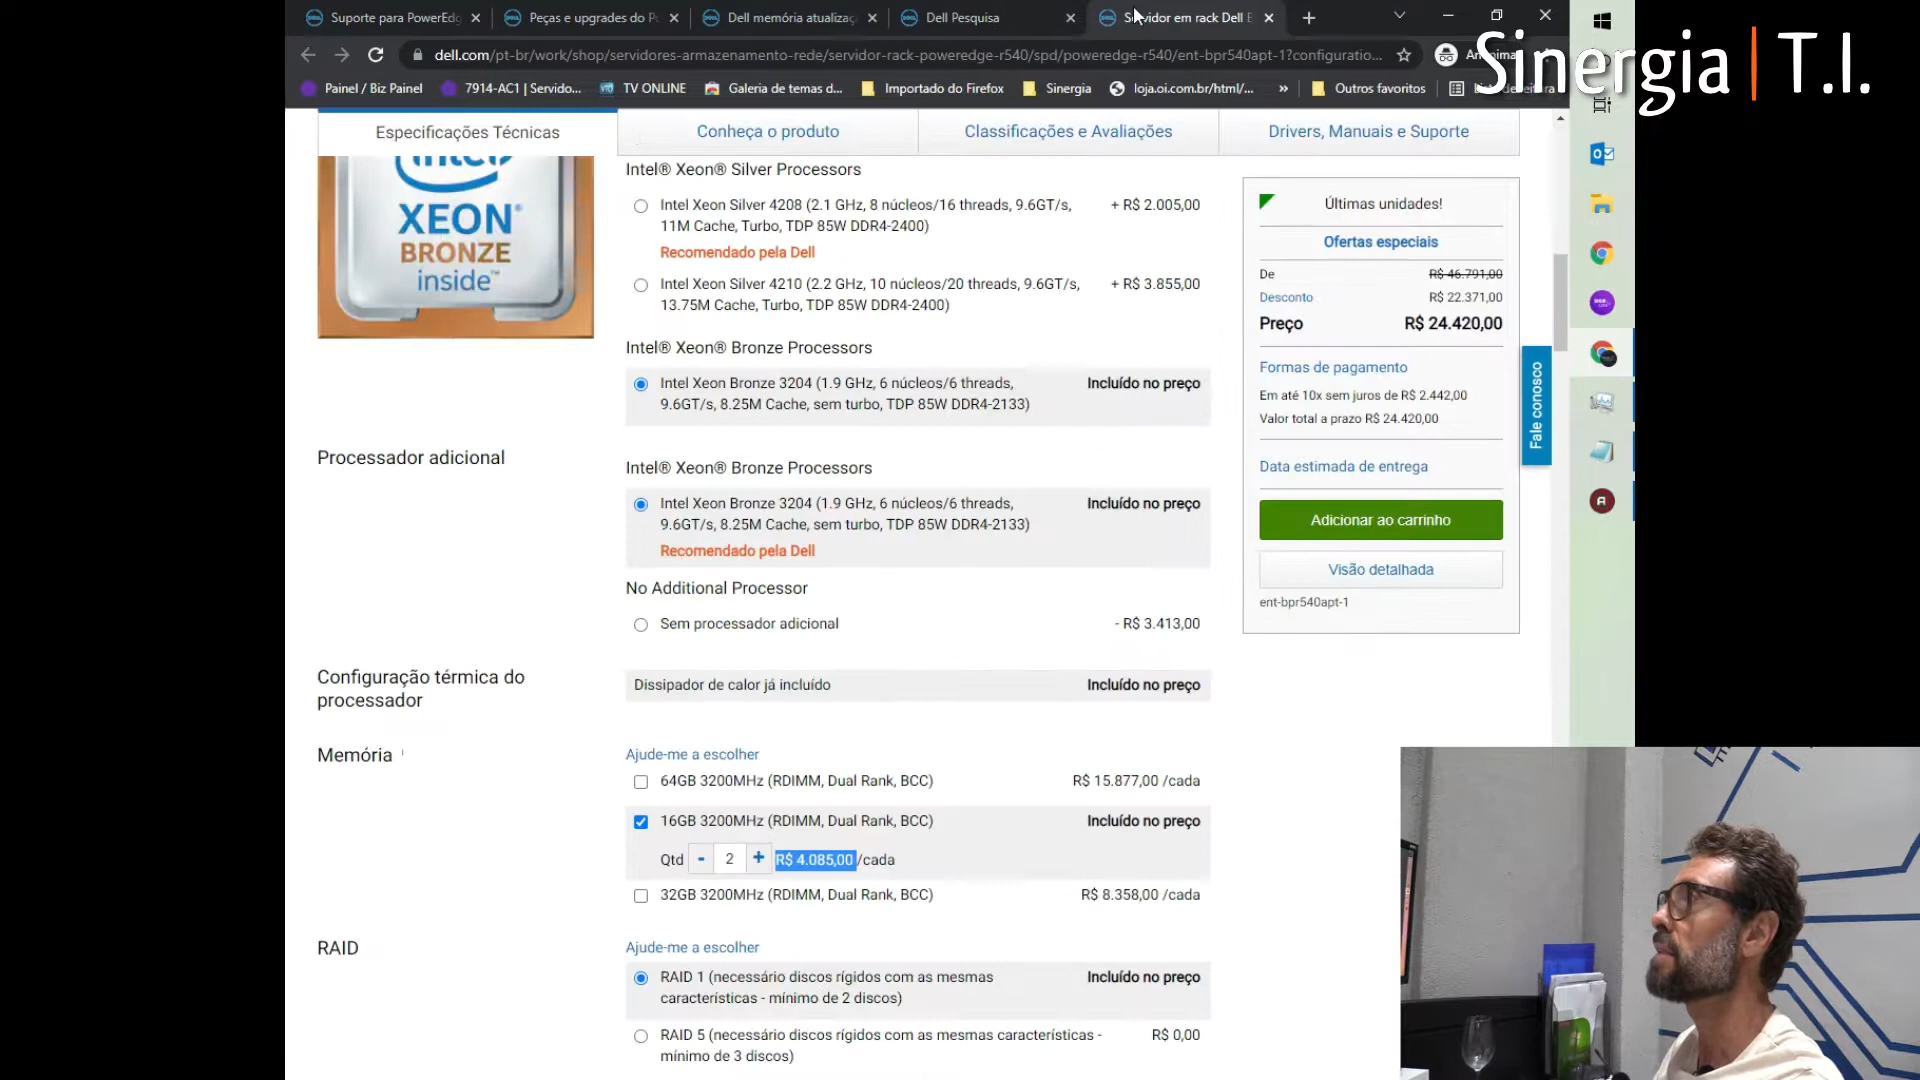 Suporte para PowerEdg
Peças e upgrades do P
Dell memória atualizaç
Dell Pesquisa
Servidor em rack Dell E
dell.com/pt-br/work/shop/servidores-armazenamento-rede/servidor-rack-poweredge-r540/spd/poweredge-r540/ent-bpr540apt-1?configuratio...
Sinergia | T.I.
Painel / Biz Painel
7914-AC1 | Servido...
TV ONLINE
Galeria de temas d...
Importado do Firefox
Sinergia
loja.oi.com.br/html/...
»
Outros favoritos
Especificações Técnicas
Conheça o produto
Classificações e Avaliações
Drivers, Manuais e Suporte
intel
XEON®
BRONZE
inside™
Intel® Xeon® Silver Processors
Intel Xeon Silver 4208 (2.1 GHz, 8 núcleos/16 threads, 9.6GT/s,
11M Cache, Turbo, TDP 85W DDR4-2400)
+ R$ 2.005,00
Recomendado pela Dell
Intel Xeon Silver 4210 (2.2 GHz, 10 núcleos/20 threads, 9.6GT/s,
13.75M Cache, Turbo, TDP 85W DDR4-2400)
+ R$ 3.855,00
Intel® Xeon® Bronze Processors
Intel Xeon Bronze 3204 (1.9 GHz, 6 núcleos/6 threads,
9.6GT/s, 8.25M Cache, sem turbo, TDP 85W DDR4-2133)
Incluído no preço
Processador adicional
Intel® Xeon® Bronze Processors
Intel Xeon Bronze 3204 (1.9 GHz, 6 núcleos/6 threads,
9.6GT/s, 8.25M Cache, sem turbo, TDP 85W DDR4-2133)
Incluído no preço
Recomendado pela Dell
No Additional Processor
Sem processador adicional
- R$ 3.413,00
Configuração térmica do
processador
Dissipador de calor já incluído
Incluído no preço
Memória
Ajude-me a escolher
64GB 3200MHz (RDIMM, Dual Rank, BCC)
R$ 15.877,00 /cada
16GB 3200MHz (RDIMM, Dual Rank, BCC)
Incluído no preço
Qtd - 2 + R$ 4.085,00 /cada
32GB 3200MHz (RDIMM, Dual Rank, BCC)
R$ 8.358,00 /cada
RAID
Ajude-me a escolher
RAID 1 (necessário discos rígidos com as mesmas
características - mínimo de 2 discos)
Incluído no preço
RAID 5 (necessário discos rígidos com as mesmas características -
mínimo de 3 discos)
R$ 0,00
Últimas unidades!
Ofertas especiais
De R$ 46.791,00
Desconto R$ 22.371,00
Preço R$ 24.420,00
Formas de pagamento
Em até 10x sem juros de R$ 2.442,00
Valor total a prazo R$ 24.420,00
Data estimada de entrega
Adicionar ao carrinho
Visão detalhada
ent-bpr540apt-1
Fale conosco